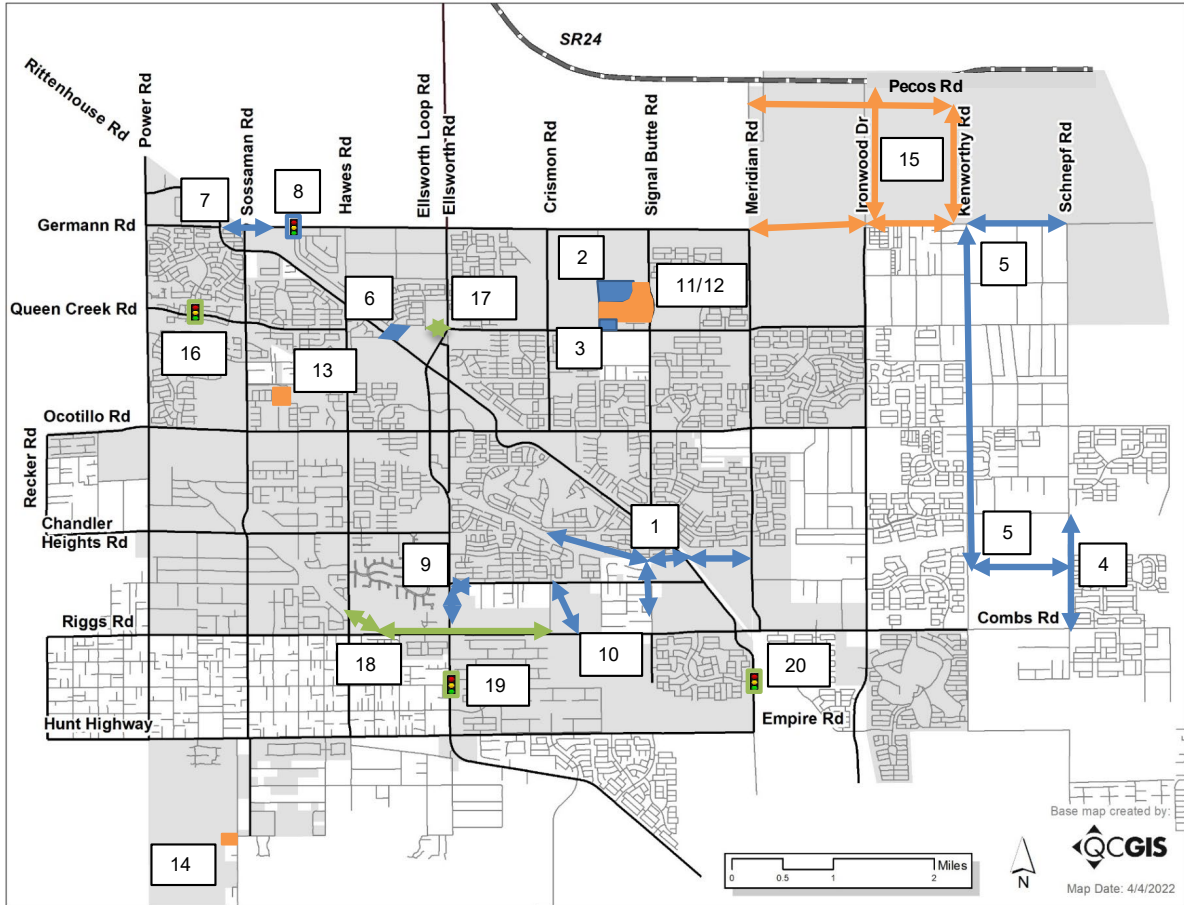 SR24
Rittenhouse Rd
Power Rd
Sossaman Rd
Hawes Rd
Ellsworth Loop Rd
Ellsworth Rd
Crismon Rd
Signal Butte Rd
Meridian Rd
Ironwood Dr
Kenworthy Rd
Schnepf Rd
Pecos Rd
15
7
8
Germann Rd
2
5
6
17
11/12
Queen Creek Rd
16
3
13
Ocotillo Rd
Recker Rd
1
Chandler
Heights Rd
5
9
4
Riggs Rd
Combs Rd
18
10
19
20
Hunt Highway
Empire Rd
14
Base map created by:
QCGIS
Miles
0 0.5 1 2
N
Map Date: 4/4/2022